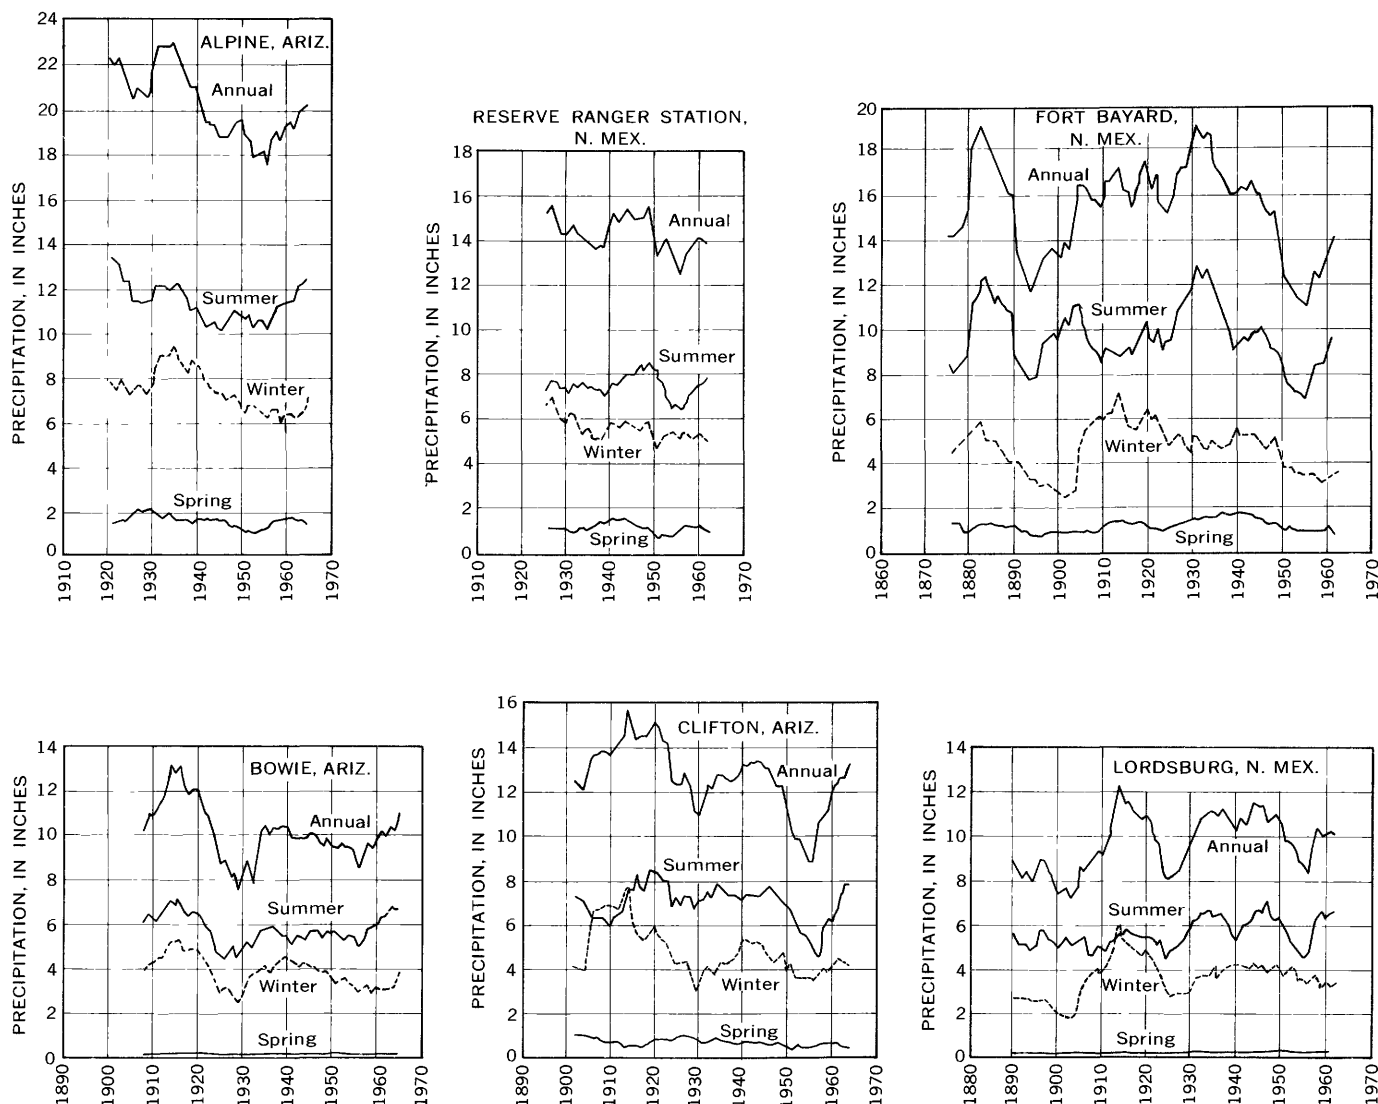 ALPINE, ARIZ.
PRECIPITATION, IN INCHES
24
22
20
18
16
14
12
10
8
6
4
2
0
Annual
Summer
Winter
Spring
1910 1920 1930 1940 1950 1960 1970
RESERVE RANGER STATION,
N. MEX.
PRECIPITATION, IN INCHES
18
16
14
12
10
8
6
4
2
0
Annual
Summer
Winter
Spring
1910 1920 1930 1940 1950 1960 1970
FORT BAYARD,
N. MEX.
PRECIPITATION, IN INCHES
20
18
16
14
12
10
8
6
4
2
0
Annual
Summer
Winter
Spring
1860 1870 1880 1890 1900 1910 1920 1930 1940 1950 1960 1970
BOWIE, ARIZ.
PRECIPITATION, IN INCHES
14
12
10
8
6
4
2
0
Annual
Summer
Winter
Spring
1890 1900 1910 1920 1930 1940 1950 1960 1970
CLIFTON, ARIZ.
PRECIPITATION, IN INCHES
16
14
12
10
8
6
4
2
0
Annual
Summer
Winter
Spring
1890 1900 1910 1920 1930 1940 1950 1960 1970
LORDSBURG, N. MEX.
PRECIPITATION, IN INCHES
14
12
10
8
6
4
2
0
Annual
Summer
Winter
Spring
1880 1890 1900 1910 1920 1930 1940 1950 1960 1970